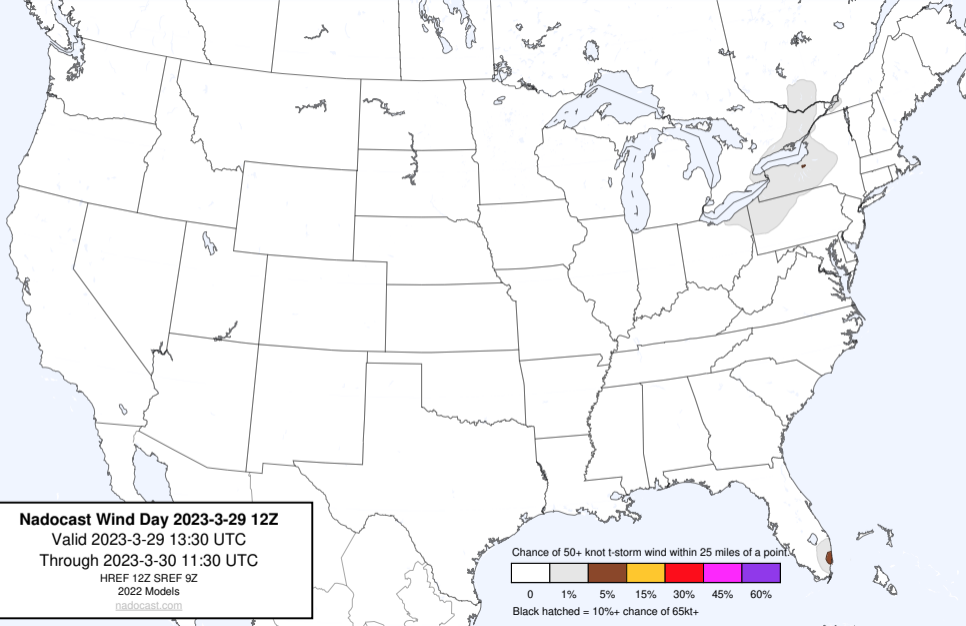 Nadocast Wind Day 2023-3-29 12Z
Valid 2023-3-29 13:30 UTC
Through 2023-3-30 11:30 UTC
HREF 12Z SREF 9Z
2022 Models
nadocast.com
Chance of 50+ knot t-storm wind within 25 miles of a point.
0 1% 5% 15% 30% 45% 60%
Black hatched = 10%+ chance of 65kt+